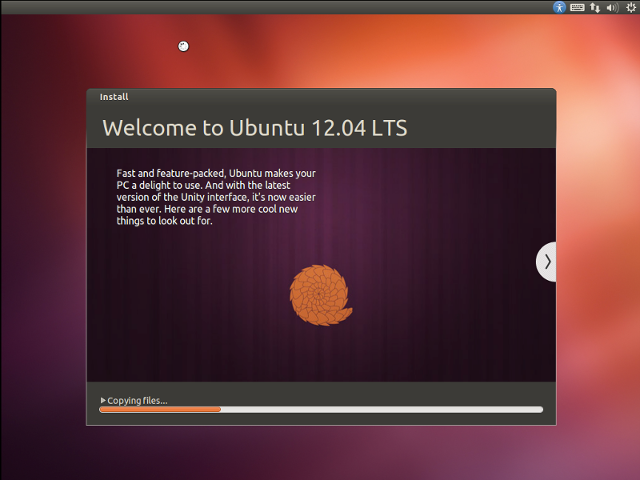 Install
Welcome to Ubuntu 12.04 LTS
Fast and feature-packed, Ubuntu makes your
PC a delight to use. And with the latest
version of the Unity interface, it's now easier
than ever. Here are a few more cool new
things to look out for.
Copying files...